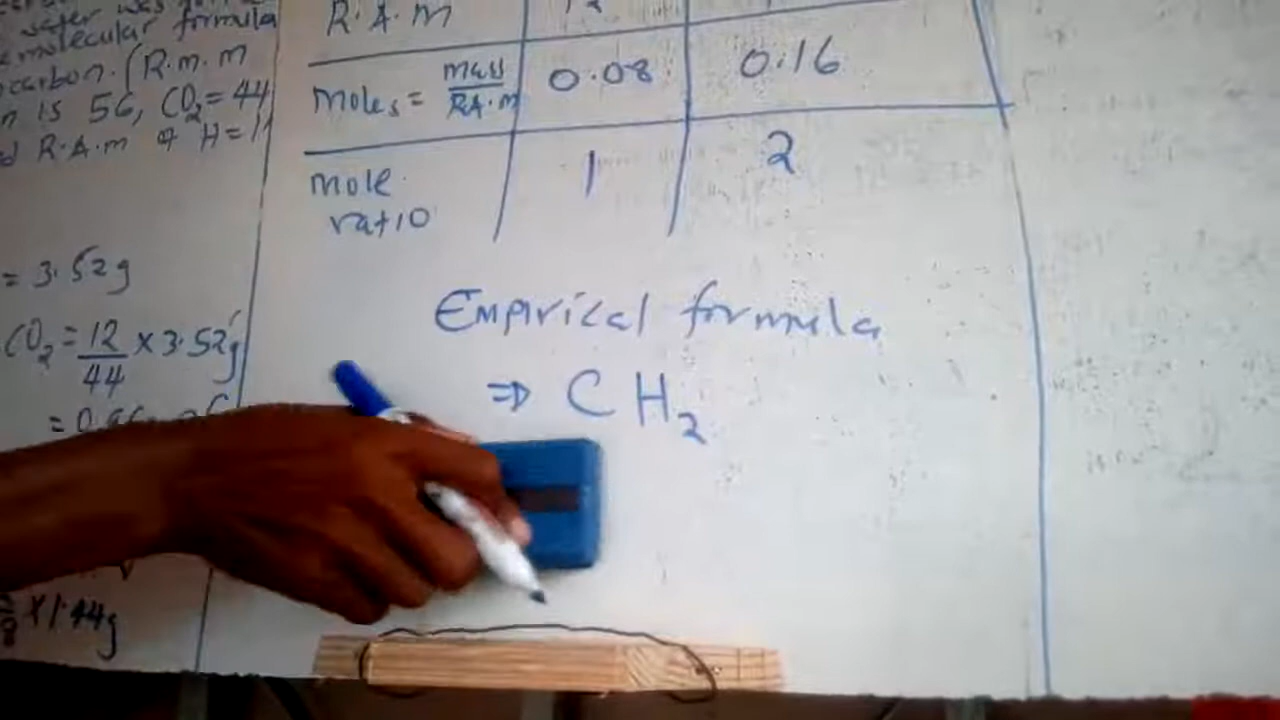 water was
molecular formula
carbon. (R.m.m
n is 56, CO₂ = 44
R.A.m of H = 1
= 3.52g
CO₂ = 12/44 × 3.52g
× 1.44g
R.A.m
moles = mass/R.A.m 0.08 0.16
mole ratio 1 2
Empirical formula
⇒ CH₂